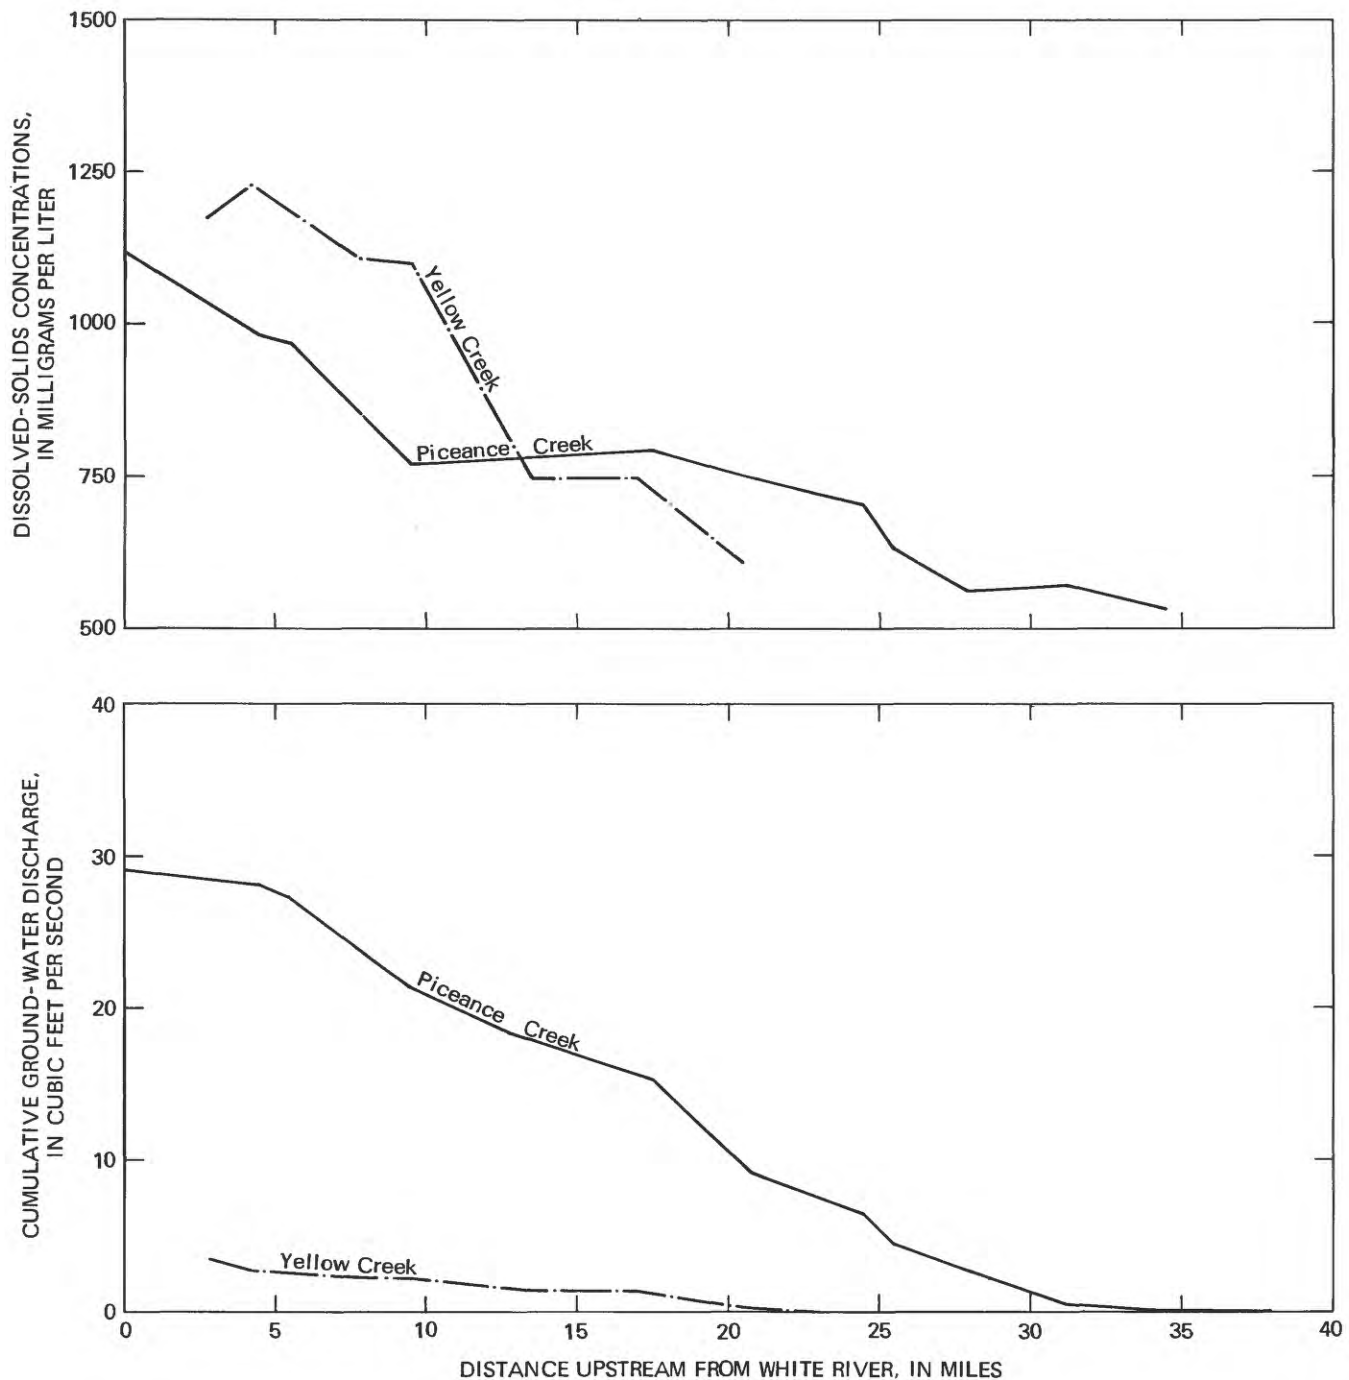 DISSOLVED-SOLIDS CONCENTRATIONS,
IN MILLIGRAMS PER LITER
1500
1250
1000
750
500
Yellow Creek
Piceance Creek
CUMULATIVE GROUND-WATER DISCHARGE,
IN CUBIC FEET PER SECOND
40
30
20
10
0
Piceance Creek
Yellow Creek
0 5 10 15 20 25 30 35 40
DISTANCE UPSTREAM FROM WHITE RIVER, IN MILES